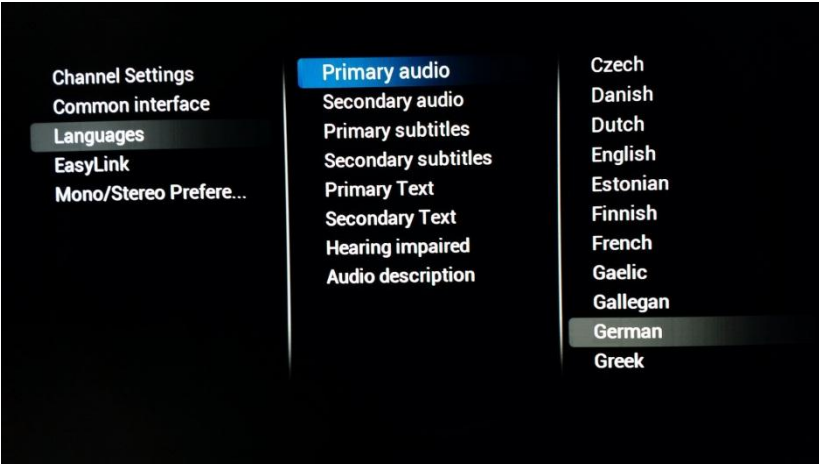 Channel Settings
Common interface
Languages
EasyLink
Mono/Stereo Prefere...
Primary audio
Secondary audio
Primary subtitles
Secondary subtitles
Primary Text
Secondary Text
Hearing impaired
Audio description
Czech
Danish
Dutch
English
Estonian
Finnish
French
Gaelic
Gallegan
German
Greek